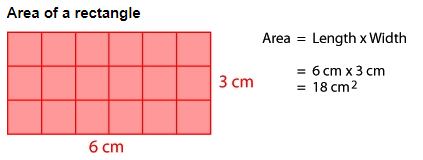 Area of a rectangle
Area = Length x Width
= 6 cm x 3 cm
= 18 cm²
3 cm
6 cm